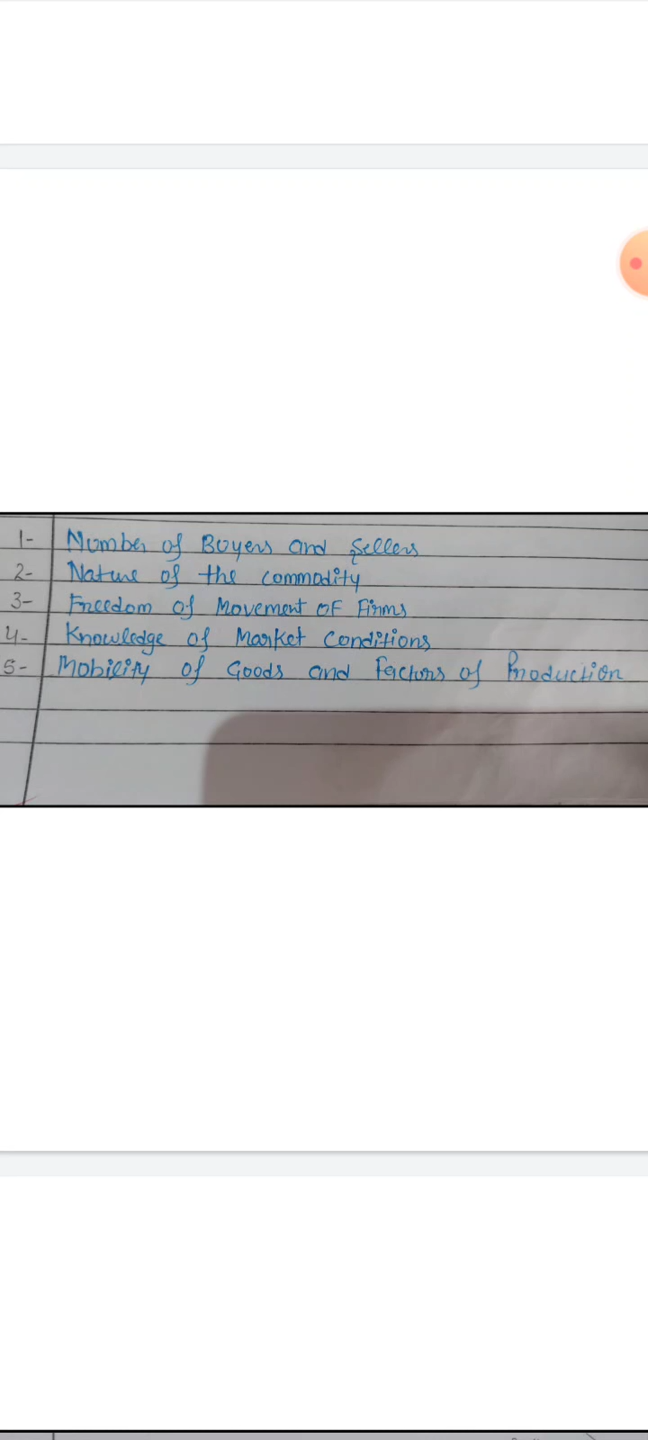 1- Number of Buyers and Sellers
2- Nature of the commodity
3- Freedom of Movement OF Firms
4- Knowledge of Market Conditions
5- Mobility of Goods and Factors of Production